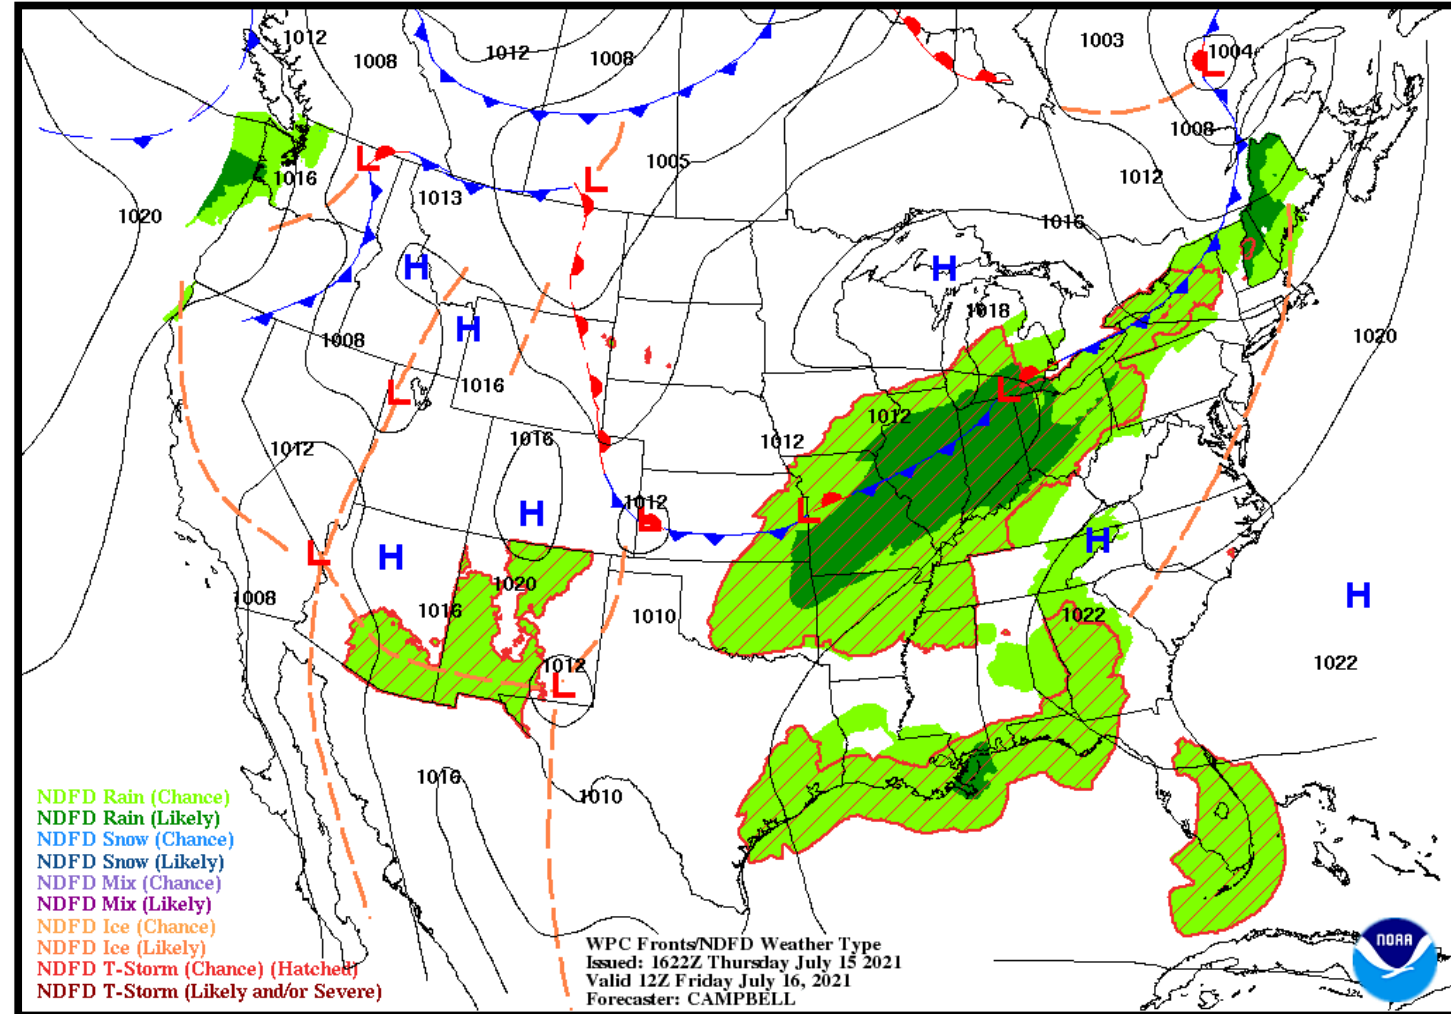 1012
1008
1012
1008
1003
1004
L
1008
L
L
1005
1016
1013
1012
1020
1016
H
H
1018
H
1008
1020
1016
L
L
1012
1016
1012
1012
1012
L
L
H
H
L
H
1008
1016
1020
1010
1022
H
1012
L
1022
1016
1010
NDFD Rain (Chance)
NDFD Rain (Likely)
NDFD Snow (Chance)
NDFD Snow (Likely)
NDFD Mix (Chance)
NDFD Mix (Likely)
NDFD Ice (Chance)
NDFD Ice (Likely)
NDFD T-Storm (Chance) (Hatched)
NDFD T-Storm (Likely and/or Severe)
WPC Fronts/NDFD Weather Type
Issued: 1622Z Thursday July 15 2021
Valid 12Z Friday July 16, 2021
Forecaster: CAMPBELL
NOAA